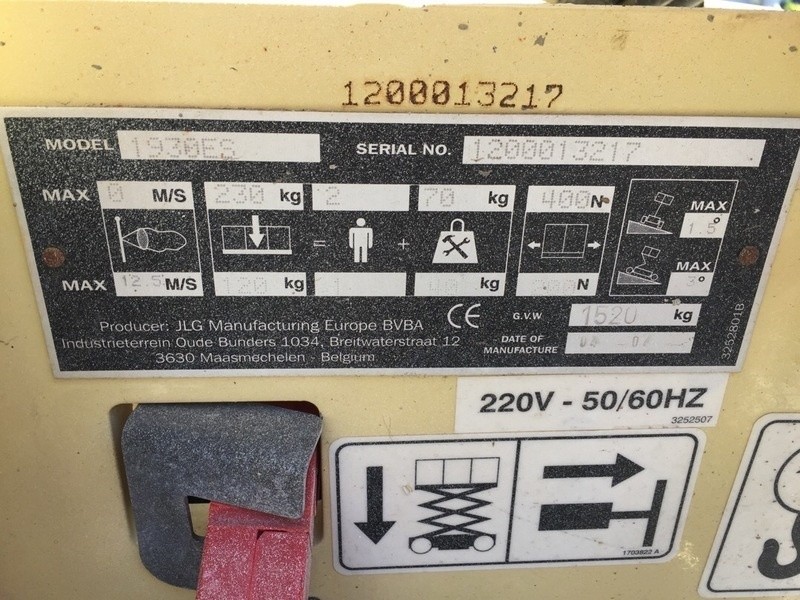 1200013217
MODEL 1930ES SERIAL NO. 1200013217
MAX 0 M/S 230 kg 2 70 kg 400 N
= +
MAX 1.5°
MAX 12.5 M/S 120 kg 1 40 kg N
MAX 3°
Producer: JLG Manufacturing Europe BVBA
Industrieterrein Oude Bunders 1034, Breitwaterstraat 12
3630 Maasmechelen - Belgium
CE
G.V.W 1520 kg
DATE OF
MANUFACTURE
3252801B
220V - 50/60HZ
3252507
1703822 A